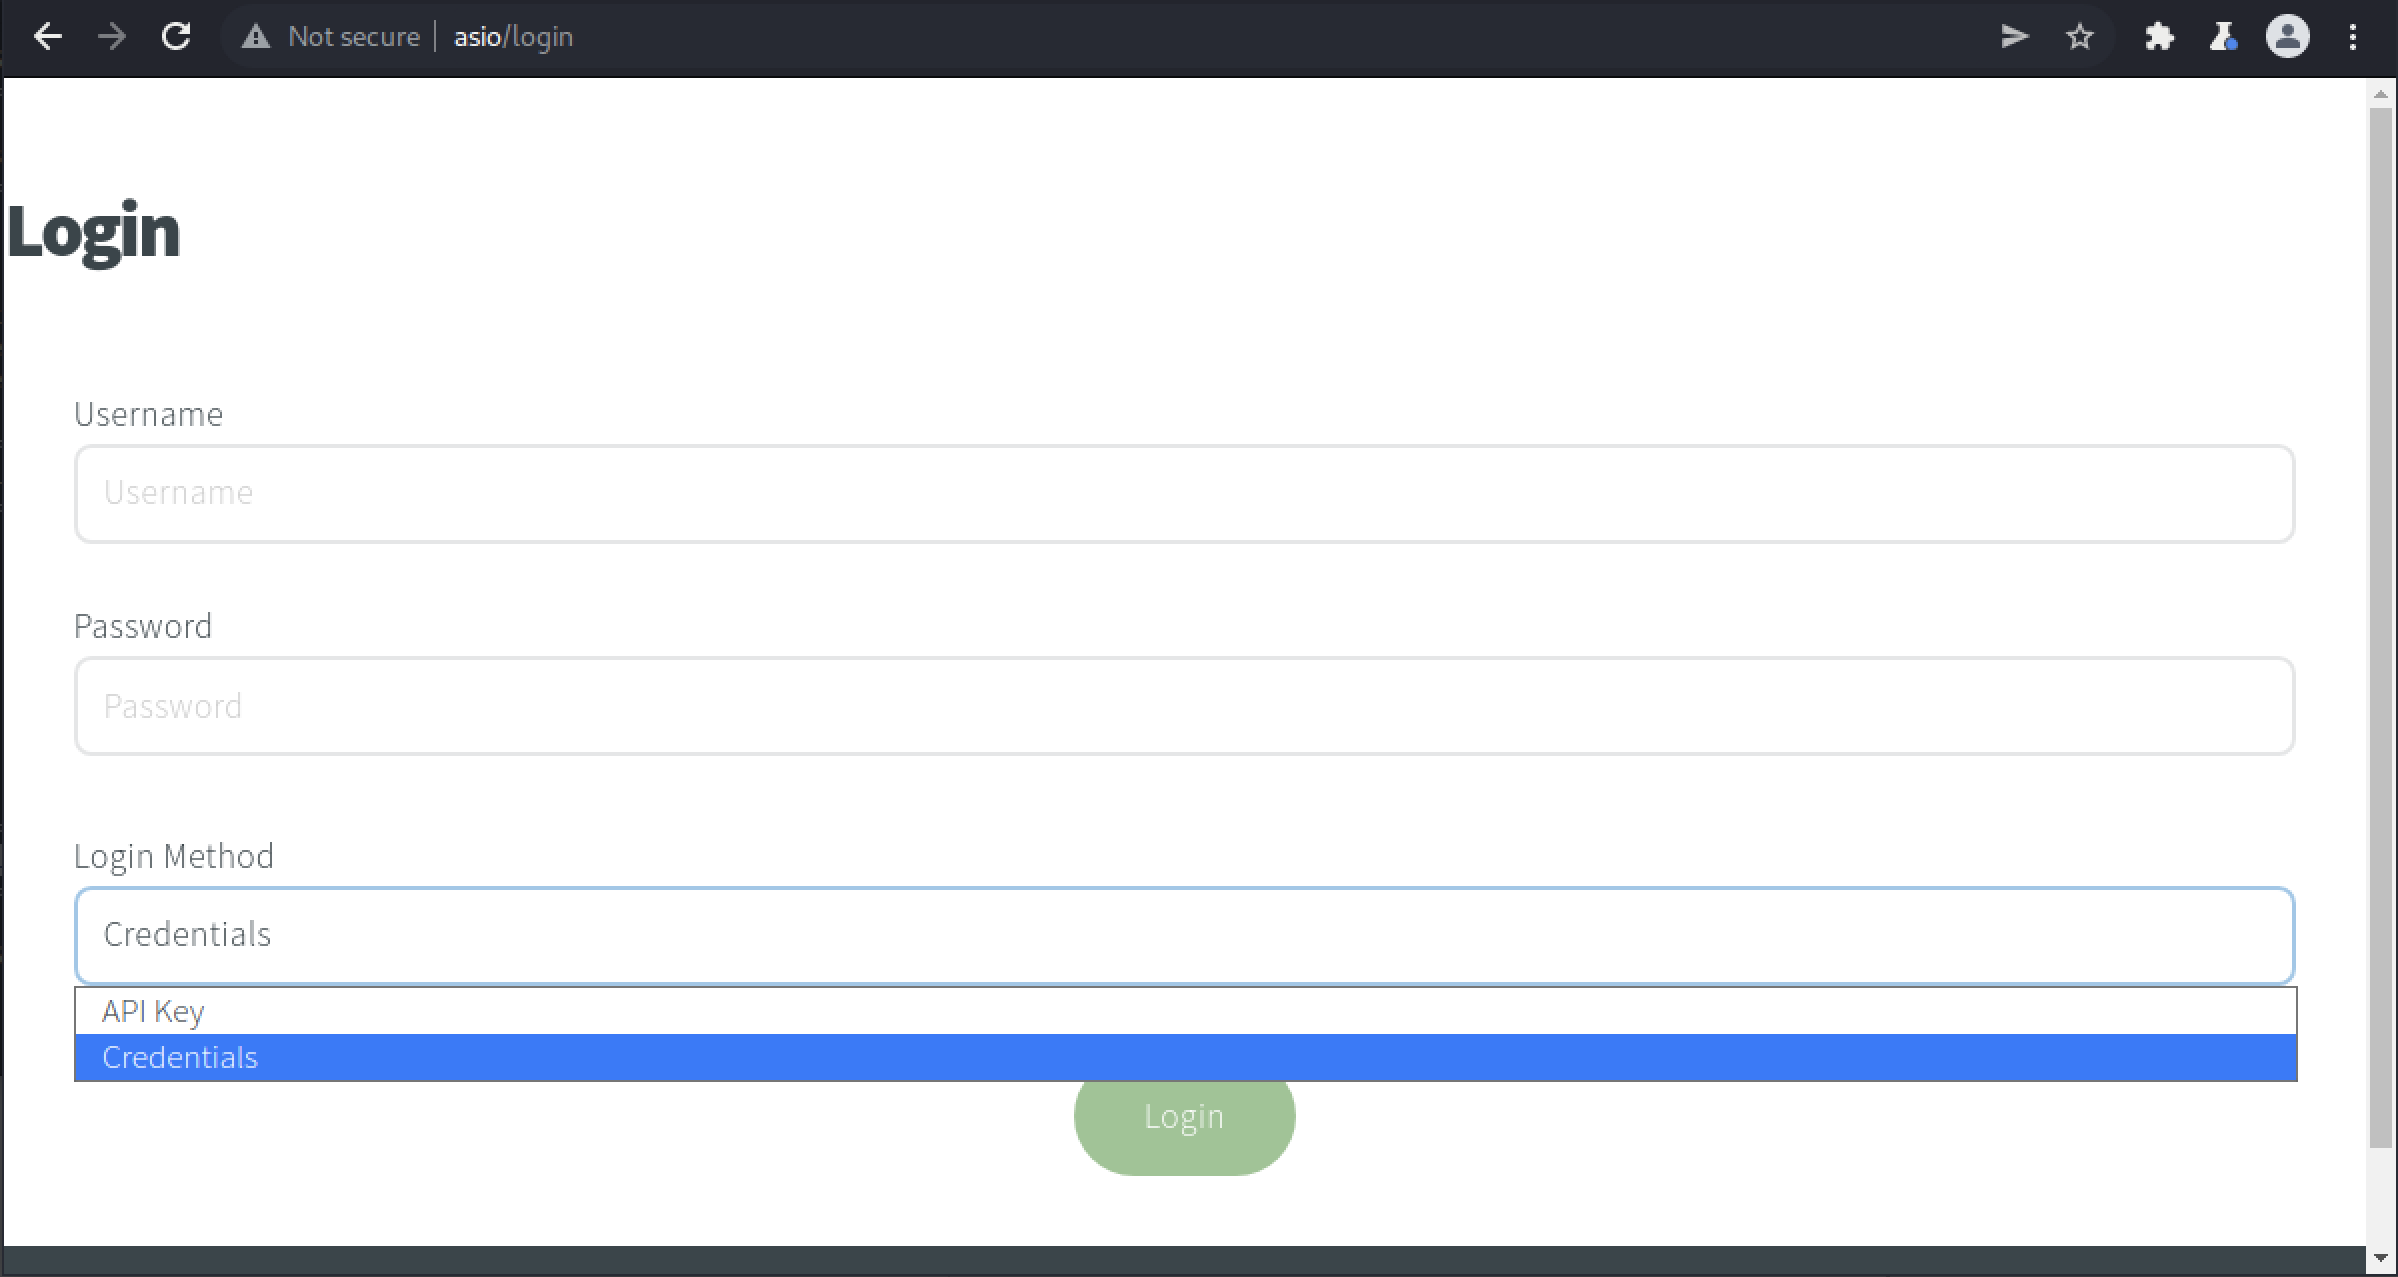 Not secure | asio/login
Login
Username
Username
Password
Password
Login Method
Credentials
API Key
Credentials
Login